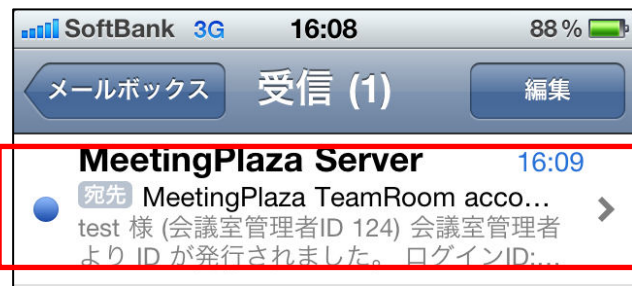 SoftBank 3G 16:08 88%
メールボックス 受信 (1) 編集
MeetingPlaza Server 16:09
宛先 MeetingPlaza TeamRoom acco...
test 様 (会議室管理者ID 124) 会議室管理者
より ID が発行されました。 ログインID:...